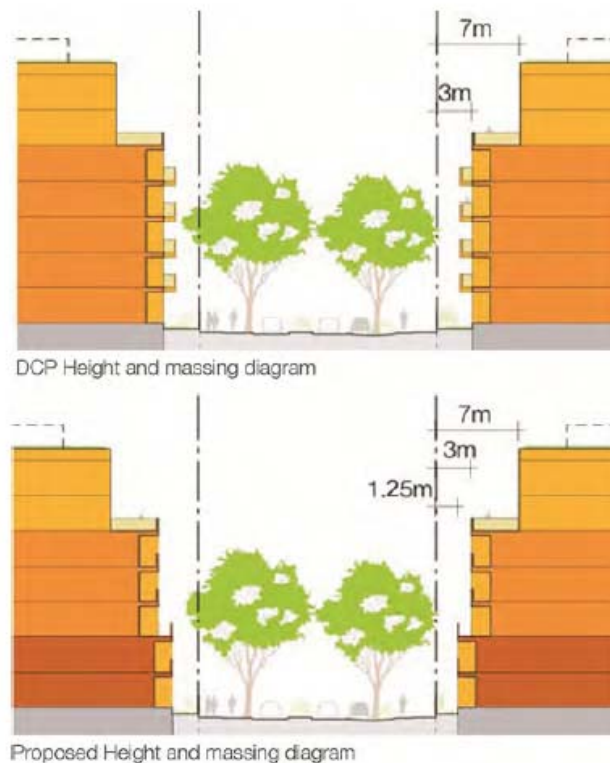 7m
3m
DCP Height and massing diagram
7m
3m
1.25m
Proposed Height and massing diagram